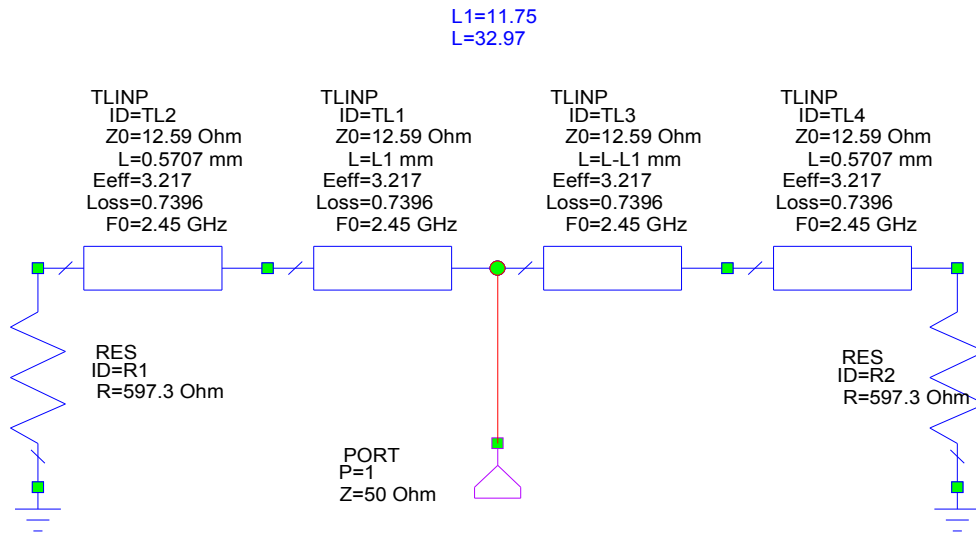 L1=11.75
L=32.97
TLINP
ID=TL2
Z0=12.59 Ohm
L=0.5707 mm
Eeff=3.217
Loss=0.7396
F0=2.45 GHz
TLINP
ID=TL1
Z0=12.59 Ohm
L=L1 mm
Eeff=3.217
Loss=0.7396
F0=2.45 GHz
TLINP
ID=TL3
Z0=12.59 Ohm
L=L-L1 mm
Eeff=3.217
Loss=0.7396
F0=2.45 GHz
TLINP
ID=TL4
Z0=12.59 Ohm
L=0.5707 mm
Eeff=3.217
Loss=0.7396
F0=2.45 GHz
RES
ID=R1
R=597.3 Ohm
PORT
P=1
Z=50 Ohm
RES
ID=R2
R=597.3 Ohm